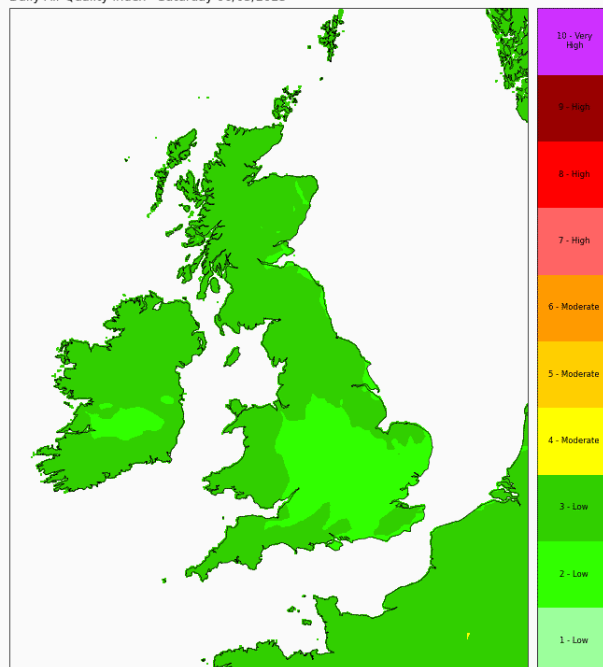 10 - Very
High
9 - High
8 - High
7 - High
6 - Moderate
5 - Moderate
4 - Moderate
3 - Low
2 - Low
1 - Low